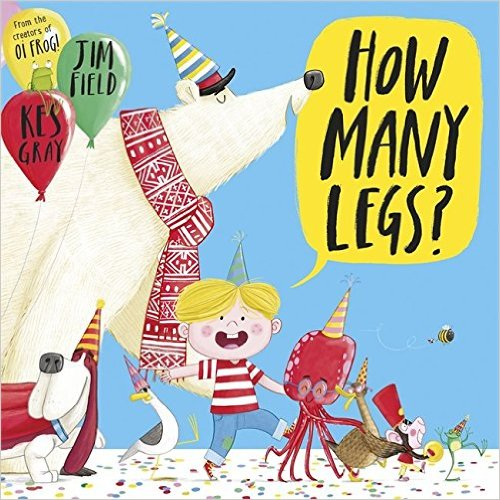 From the
creators of
OI FROG!
JIM
FIELD
KES
GRAY
HOW
MANY
LEGS?